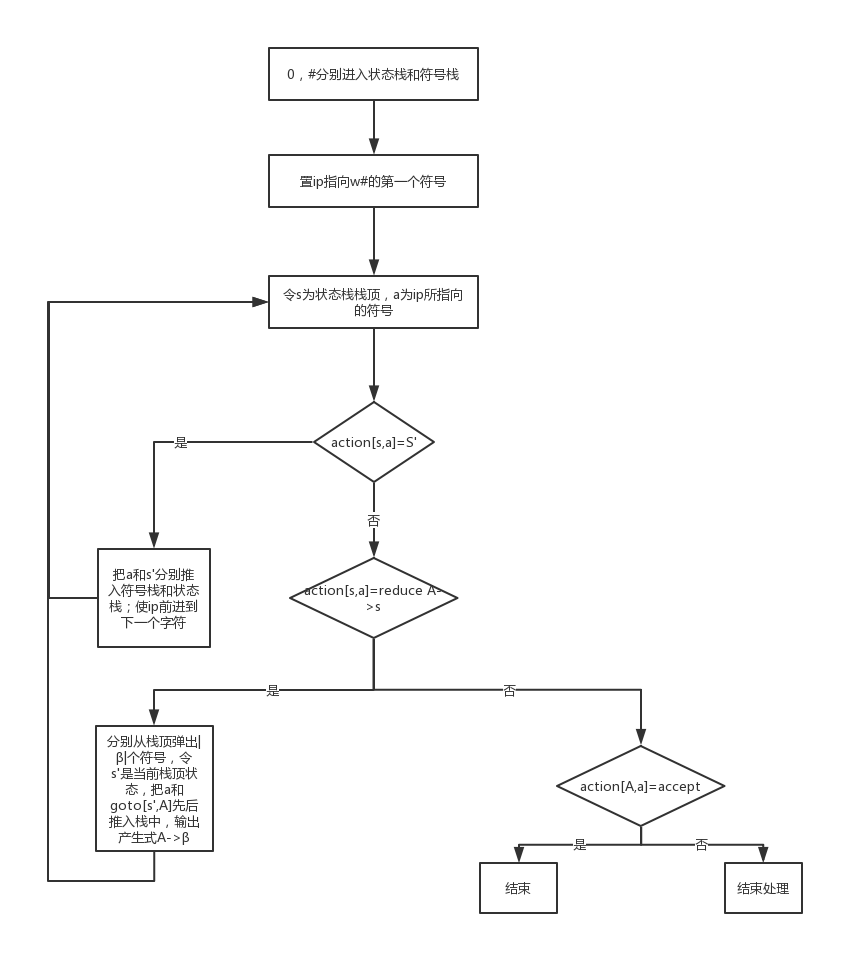 0，#分别进入状态栈和符号栈
置ip指向w#的第一个符号
令s为状态栈栈顶，a为ip所指向
的符号
action[s,a]=S'
是
否
把a和s'分别推
入符号栈和状态
栈；使ip前进到
下一个字符
action[s,a]=reduce A-
>s
是
否
分别从栈顶弹出|
β|个符号，令
s'是当前栈顶状
态，把a和
goto[s',A]先后
推入栈中，输出
产生式A->β
action[A,a]=accept
是
否
结束
结束处理